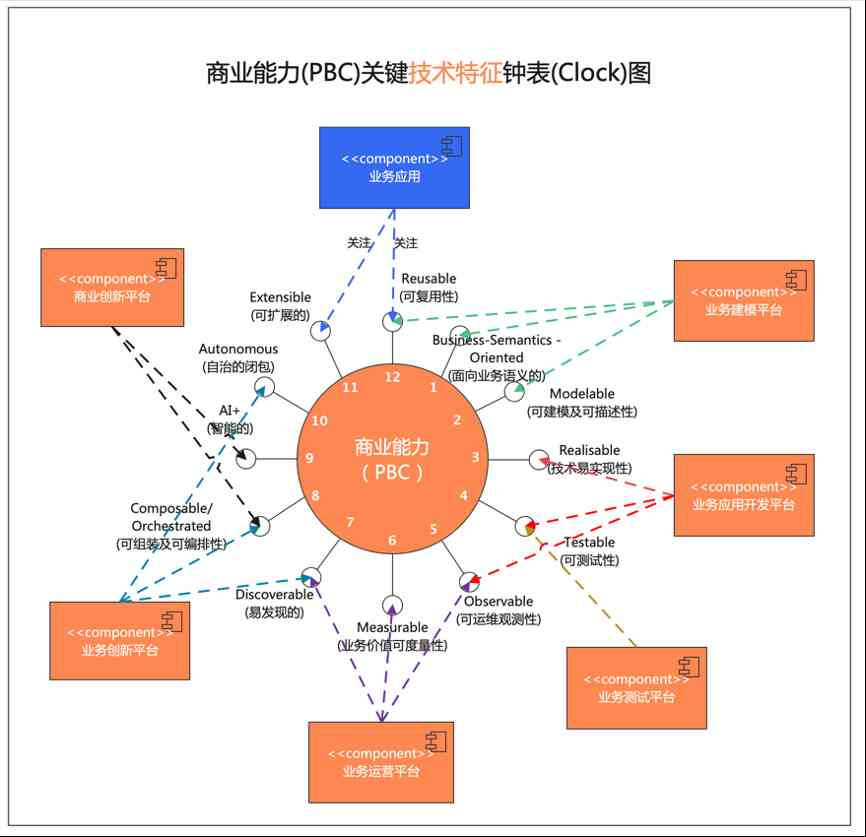 商业能力(PBC)关键技术特征钟表(Clock)图
<<component>>
业务应用
关注
关注
<<component>>
商业创新平台
<<component>>
业务建模平台
Extensible
(可扩展的)
Reusable
(可复用性)
Business-Semantics -
Oriented
(面向业务语义的)
Autonomous
(自治的闭包)
Modelable
(可建模及可描述性)
AI+
(智能的)
Realisable
(技术易实现性)
12
11
1
10
2
9
3
8
4
7
5
6
商业能力
（ PBC ）
<<component>>
业务应用开发平台
Composable/
Orchestrated
(可组装及可编排性)
Testable
(可测试性)
Discoverable
(易发现的)
Observable
(可运维观测性)
Measurable
(业务价值可度量性)
<<component>>
业务创新平台
<<component>>
业务测试平台
<<component>>
业务运营平台